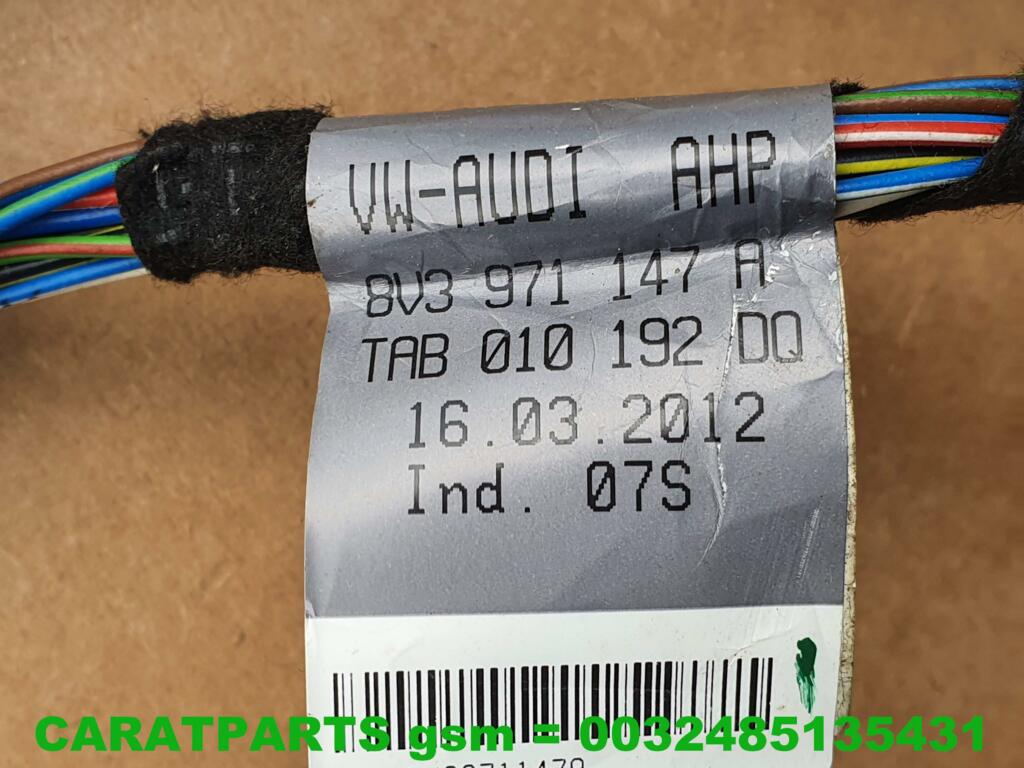 VW-AUDI AHP
8V3 971 147 A
TAB 010 192 DQ
16.03.2012
Ind. 07S
CARATPARTS gsm = 0032485135431